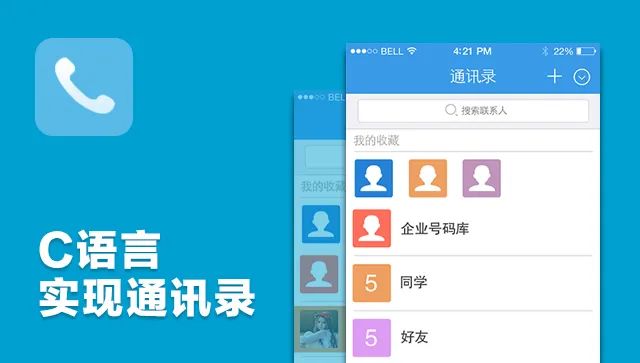 C语言
实现通讯录
BELL
我的收藏
BELL 4:21 PM 22%
通讯录
搜索联系人
我的收藏
企业号码库
5 同学
5 好友